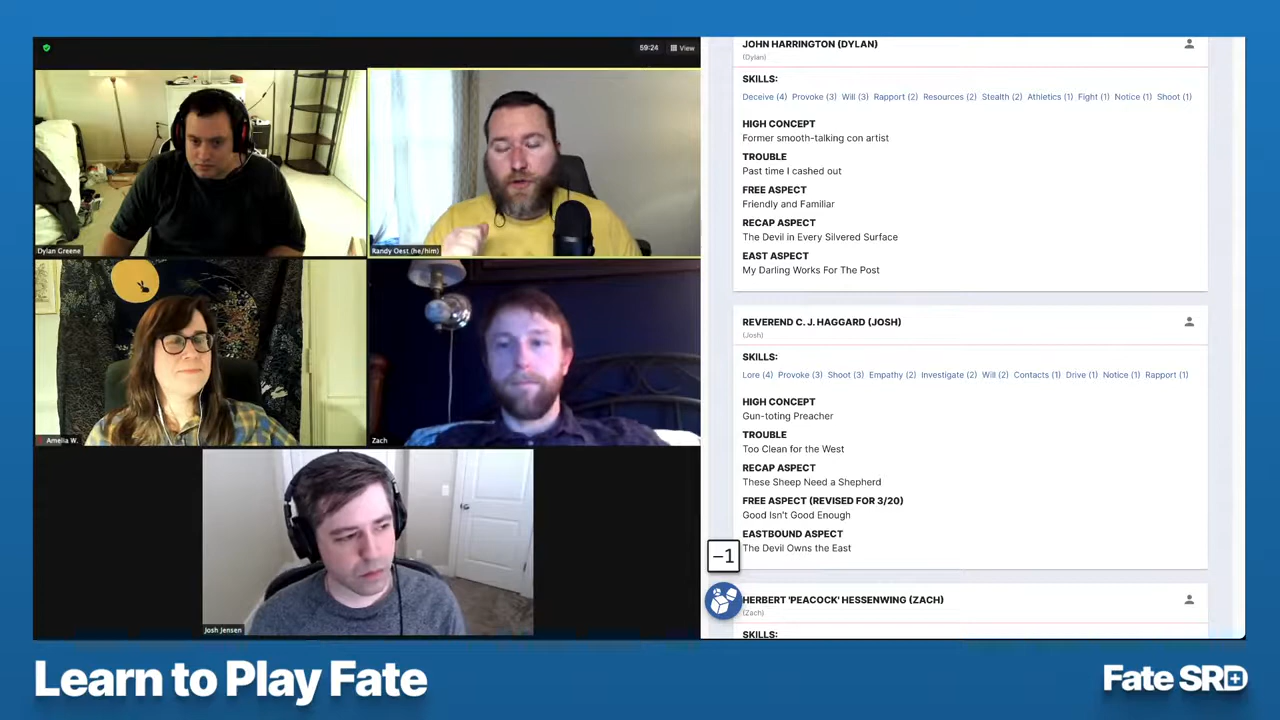 59:24 View
Dylan Greene
Randy Oest (he/him)
Amelia W.
Zach
Josh Jensen
JOHN HARRINGTON (DYLAN)
(Dylan)
SKILLS:
Deceive (4) Provoke (3) Will (3) Rapport (2) Resources (2) Stealth (2) Athletics (1) Fight (1) Notice (1) Shoot (1)
HIGH CONCEPT
Former smooth-talking con artist
TROUBLE
Past time I cashed out
FREE ASPECT
Friendly and Familiar
RECAP ASPECT
The Devil in Every Silvered Surface
EAST ASPECT
My Darling Works For The Post
REVEREND C. J. HAGGARD (JOSH)
(Josh)
SKILLS:
Lore (4) Provoke (3) Shoot (3) Empathy (2) Investigate (2) Will (2) Contacts (1) Drive (1) Notice (1) Rapport (1)
HIGH CONCEPT
Gun-toting Preacher
TROUBLE
Too Clean for the West
RECAP ASPECT
These Sheep Need a Shepherd
FREE ASPECT (REVISED FOR 3/20)
Good Isn't Good Enough
EASTBOUND ASPECT
The Devil Owns the East
−1
HERBERT 'PEACOCK' HESSENWING (ZACH)
(Zach)
SKILLS:
Learn to Play Fate
Fate SRD